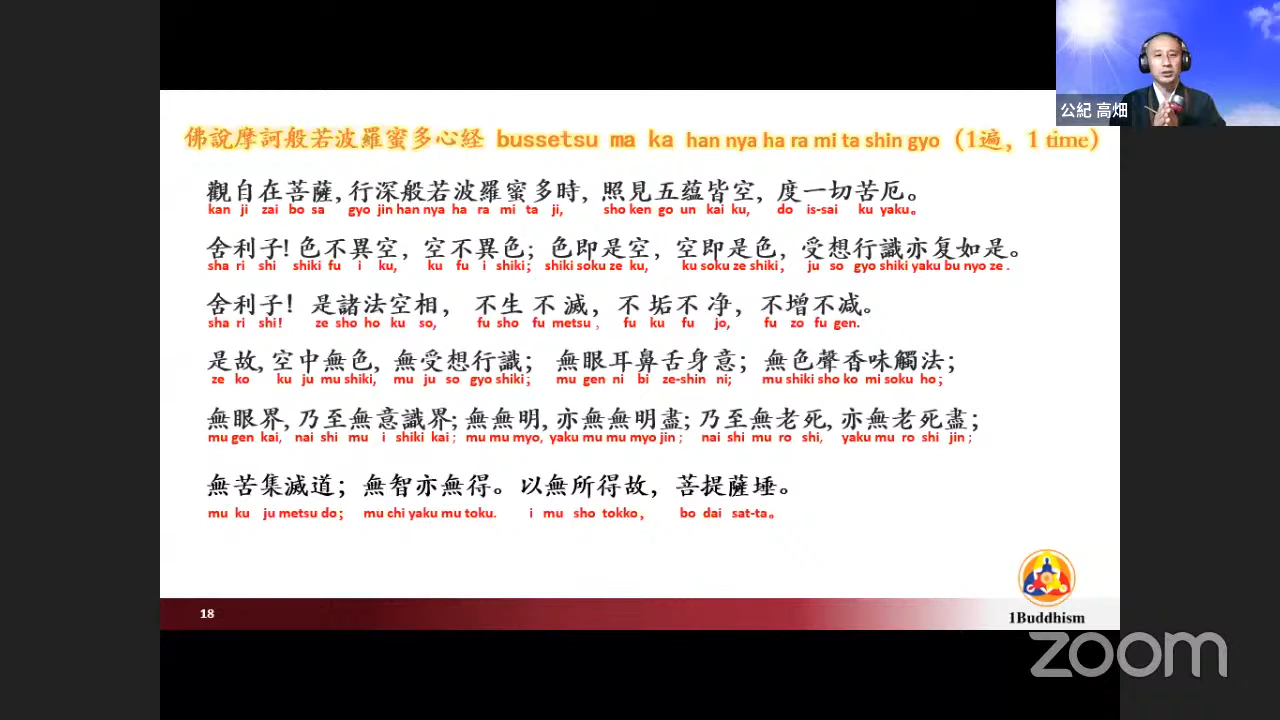 公紀 高畑
佛說摩訶般若波羅蜜多心経 bussetsu ma ka han nya ha ra mi ta shin gyo（1遍，1 time）
觀自在菩薩,行深般若波羅蜜多時, 照見五蘊皆空, 度一切苦厄。
kan ji zai bo sa gyo jin han nya ha ra mi ta ji, sho ken go un kai ku, do is-sai ku yaku。
舍利子! 色不異空, 空不異色; 色即是空, 空即是色, 受想行識亦复如是。
sha ri shi shiki fu i ku, ku fu i shiki; shiki soku ze ku, ku soku ze shiki, ju so gyo shiki yaku bu nyo ze .
舍利子! 是諸法空相, 不生不滅, 不垢不净, 不增不减。
sha ri shi! ze sho ho ku so, fu sho fu metsu , fu ku fu jo, fu zo fu gen.
是故, 空中無色, 無受想行識; 無眼耳鼻舌身意; 無色聲香味觸法;
ze ko ku ju mu shiki, mu ju so gyo shiki; mu gen ni bi ze-shin ni; mu shiki sho ko mi soku ho;
無眼界, 乃至無意識界; 無無明, 亦無無明盡; 乃至無老死, 亦無老死盡;
mu gen kai, nai shi mu i shiki kai ; mu mu myo, yaku mu mu myo jin ; nai shi mu ro shi, yaku mu ro shi jin ;
無苦集滅道; 無智亦無得。以無所得故, 菩提薩埵。
mu ku ju metsu do; mu chi yaku mu toku. i mu sho tokko, bo dai sat-ta。
18
1Buddhism
zoom